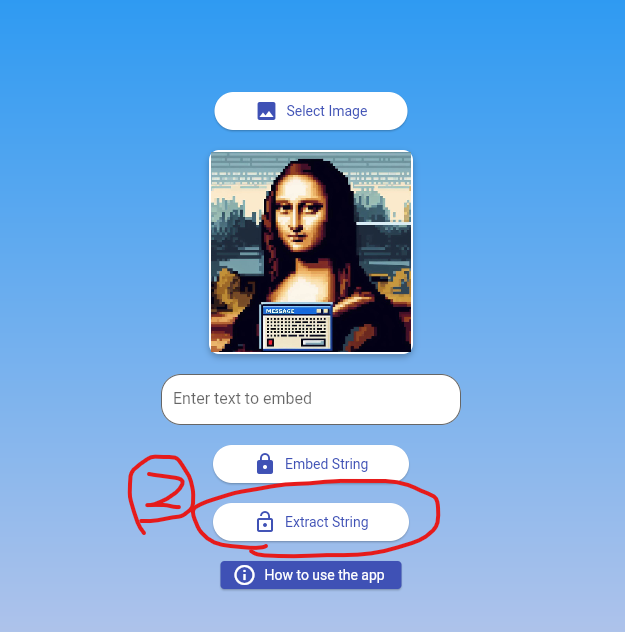 Select Image
MESSAGE
Enter text to embed
Embed String
2
Extract String
How to use the app